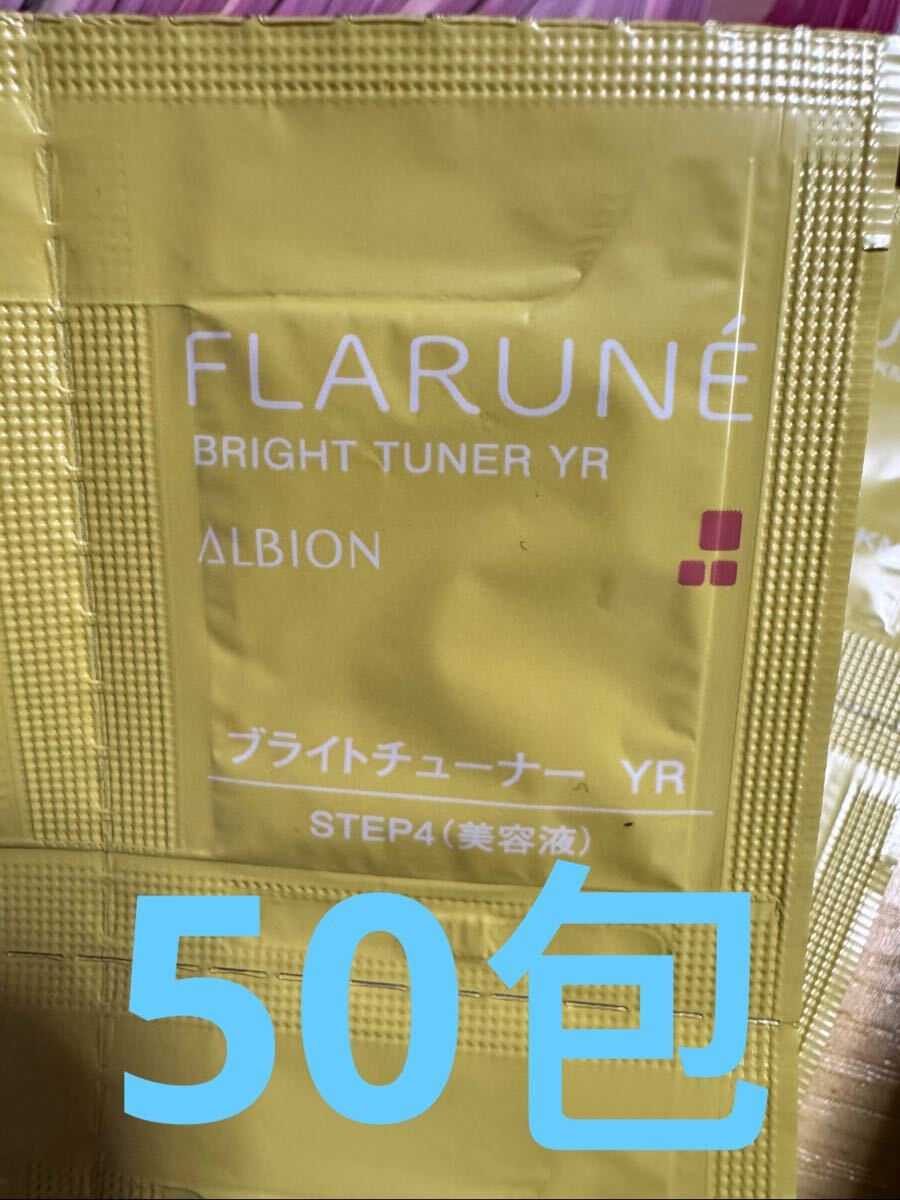 FLARUNÉ
BRIGHT TUNER YR
ALBION
ブライトチューナー YR
STEP4(美容液)
50包